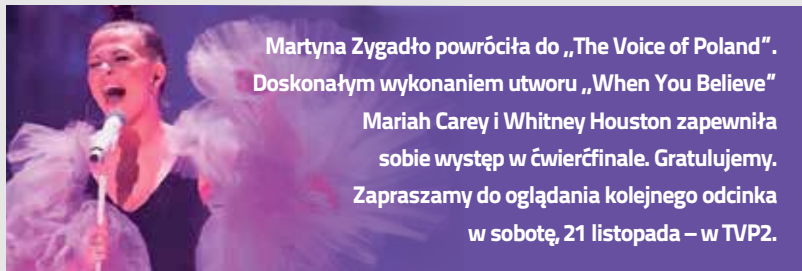 Martyna Zygadło powróciła do ,,The Voice of Poland”.
Doskonałym wykonaniem utworu ,,When You Believe”
Mariah Carey i Whitney Houston zapewniła
sobie występ w ćwierćfinale. Gratulujemy.
Zapraszamy do oglądania kolejnego odcinka
w sobotę, 21 listopada – w TVP2.